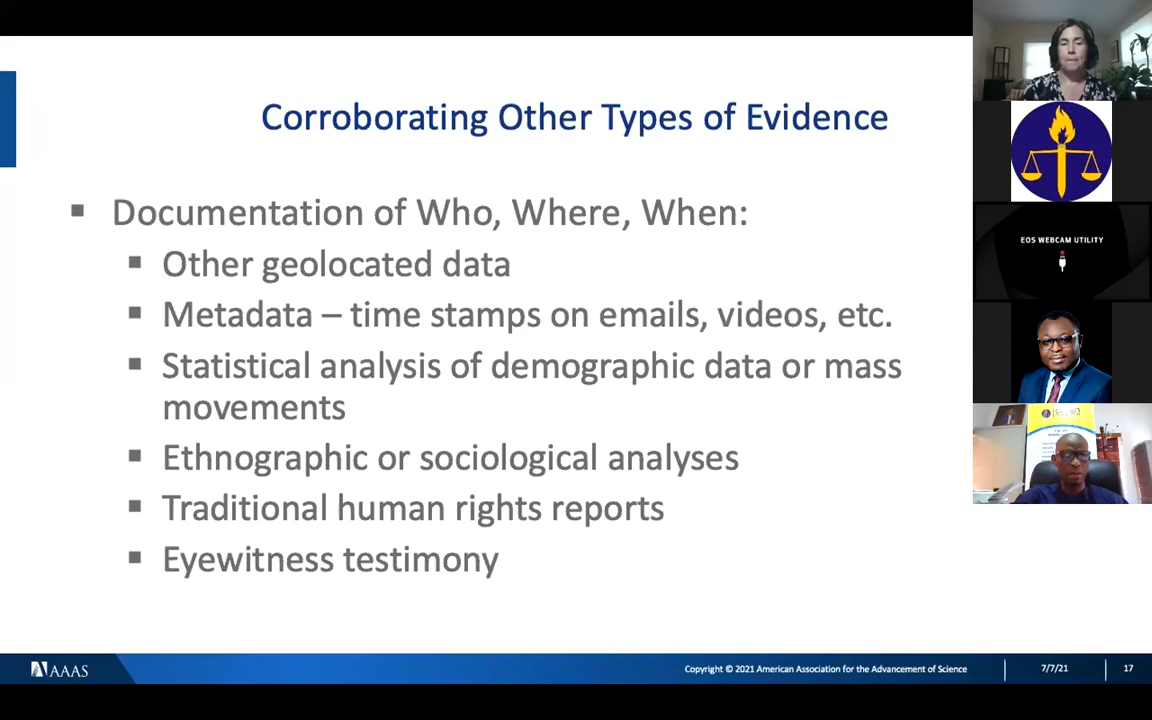 Corroborating Other Types of Evidence
Documentation of Who, Where, When:
Other geolocated data
Metadata – time stamps on emails, videos, etc.
Statistical analysis of demographic data or mass
movements
Ethnographic or sociological analyses
Traditional human rights reports
Eyewitness testimony
EOS WEBCAM UTILITY
AAAS
Copyright © 2021 American Association for the Advancement of Science
7/7/21
17